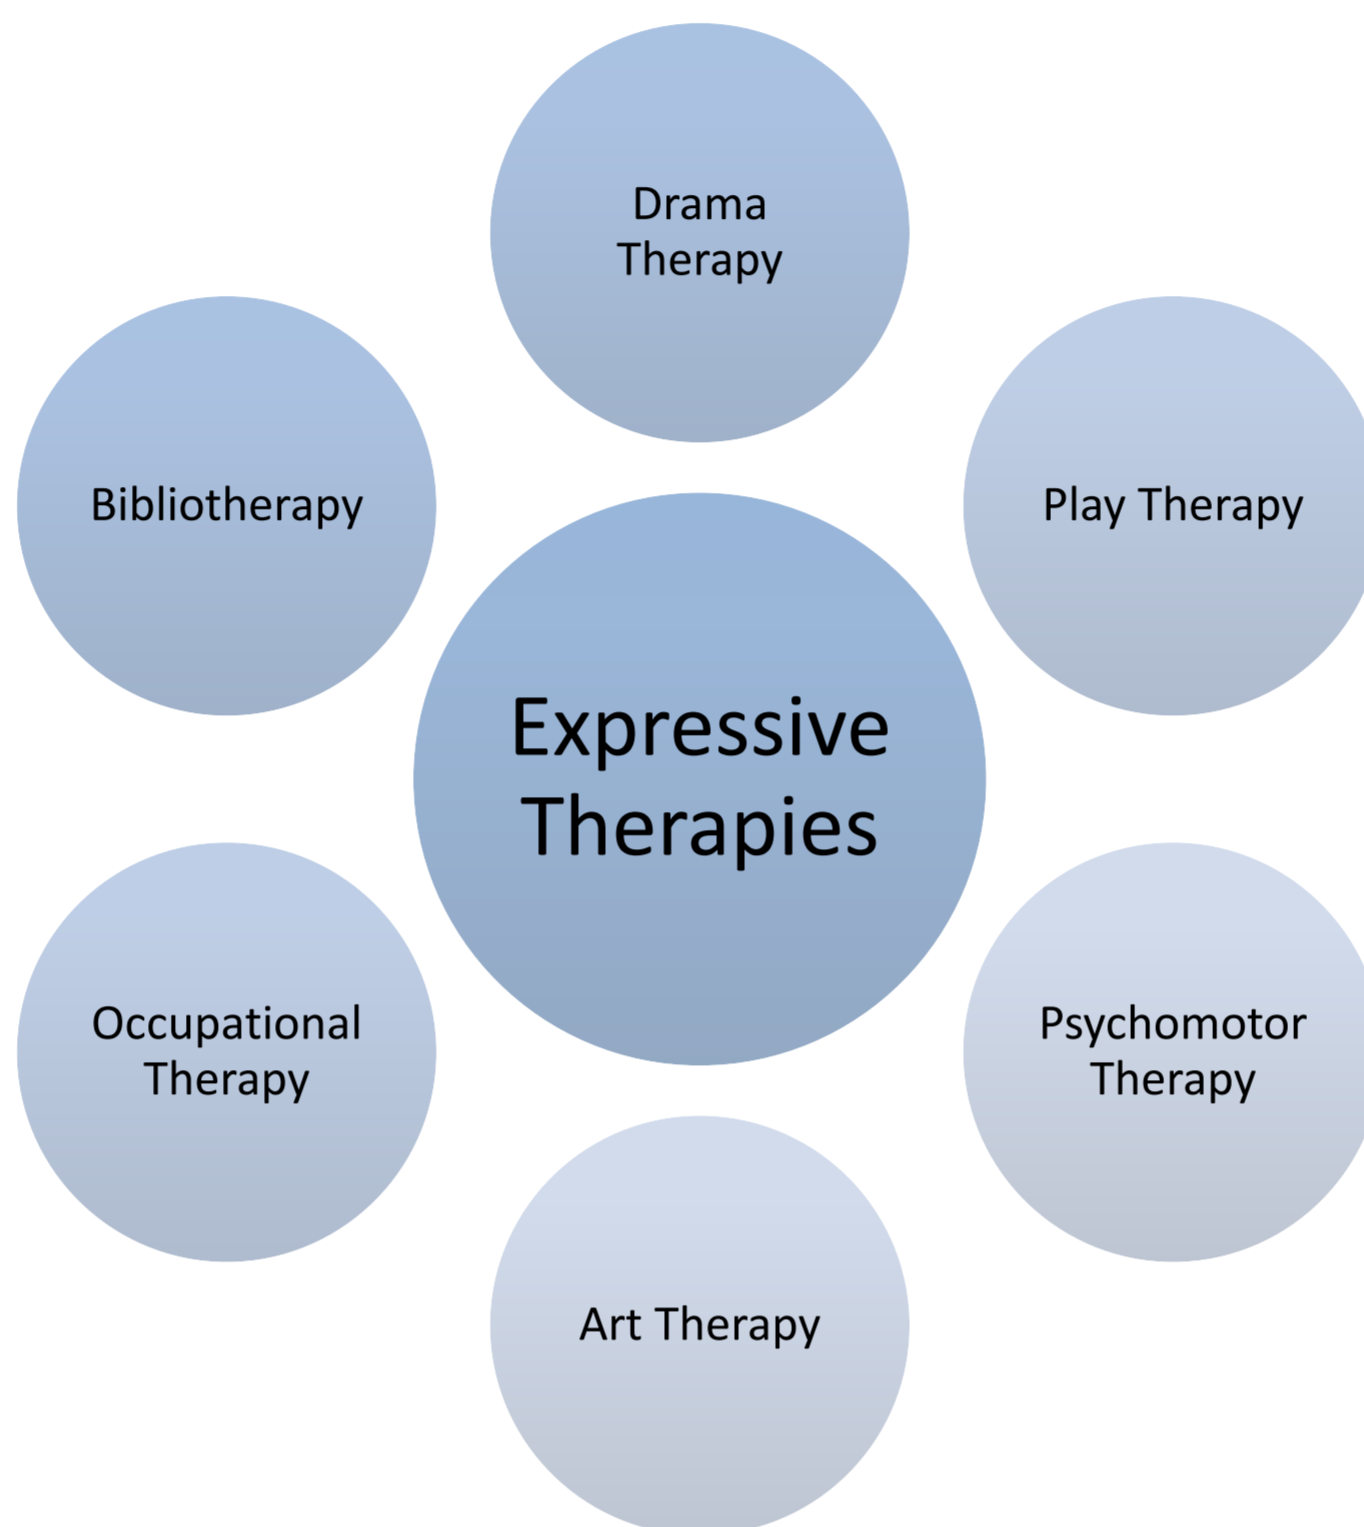 Drama
Therapy
Bibliotherapy
Play Therapy
Expressive
Therapies
Occupational
Therapy
Psychomotor
Therapy
Art Therapy